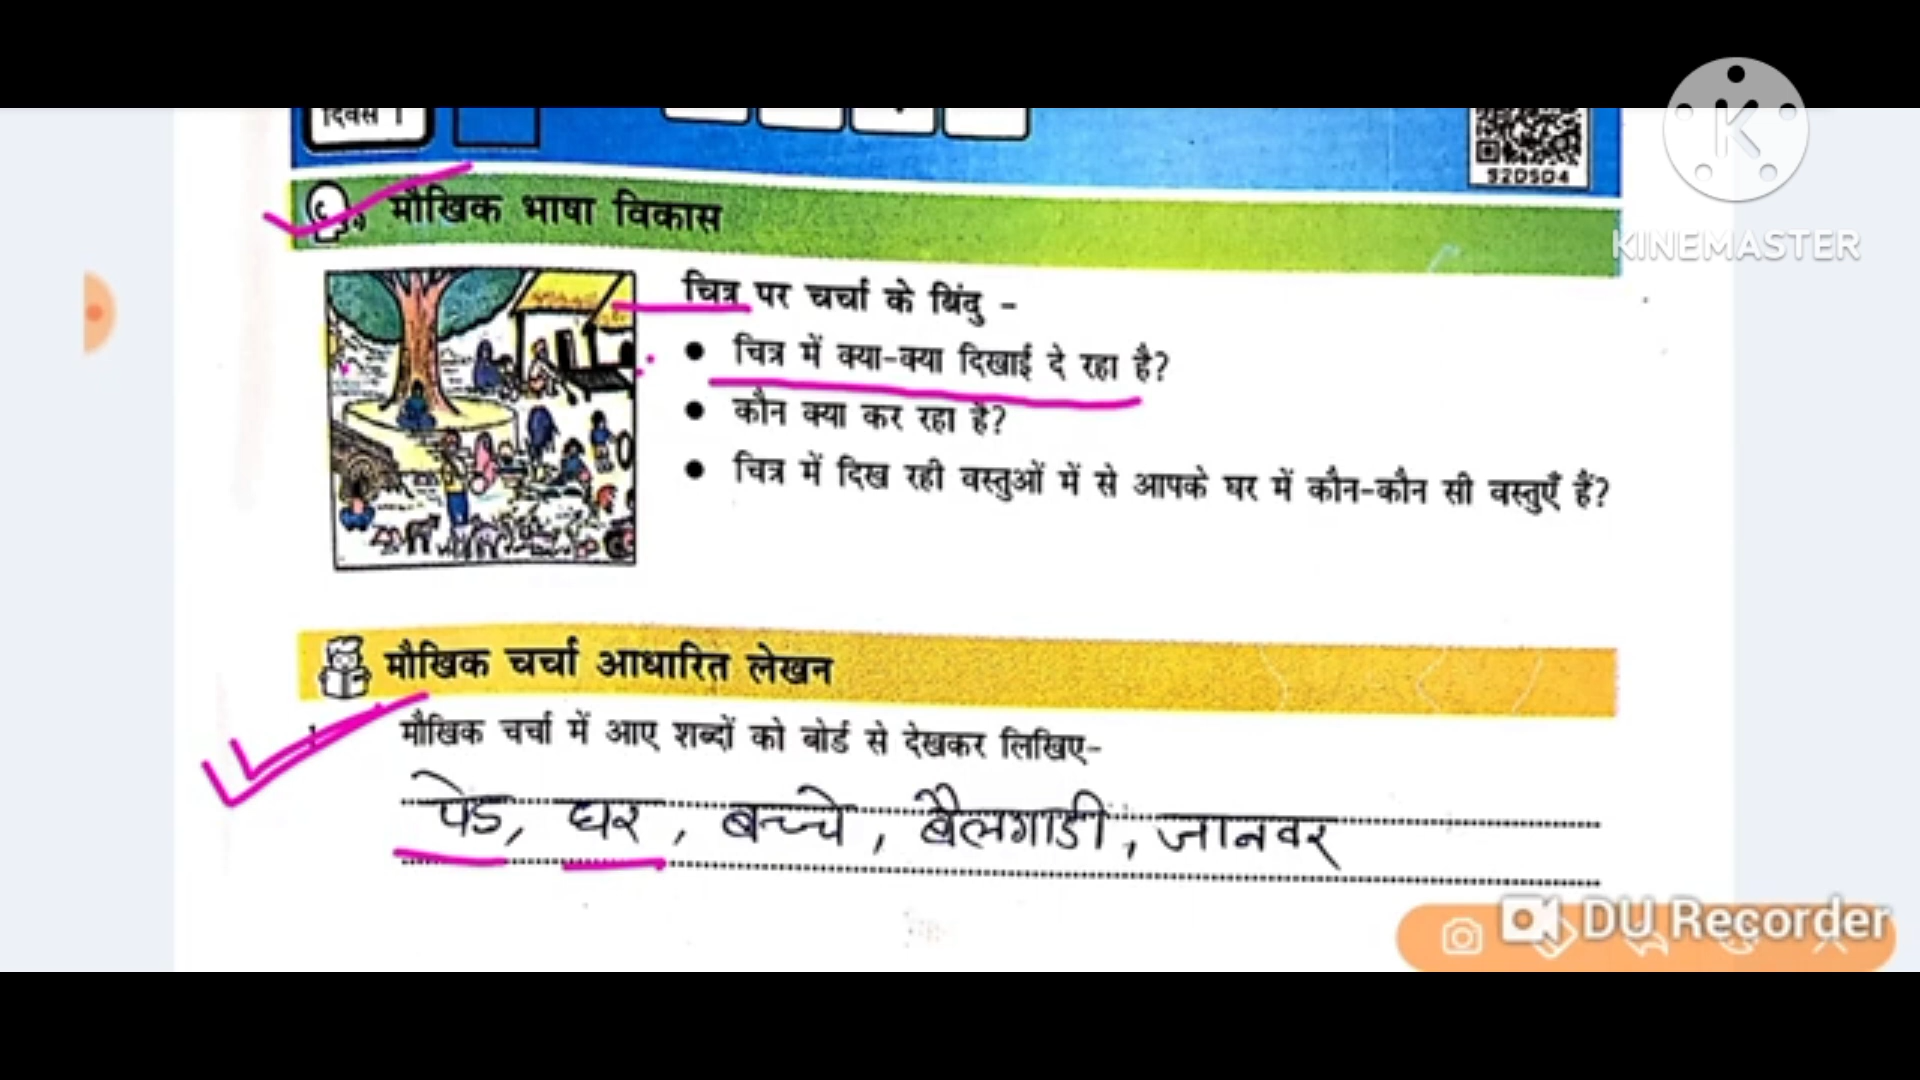 दिवस 1
S20504
K
KINEMASTER
मौखिक भाषा विकास
चित्र पर चर्चा के बिंदु -
● चित्र में क्या-क्या दिखाई दे रहा है?
● कौन क्या कर रहा है?
● चित्र में दिख रही वस्तुओं में से आपके घर में कौन-कौन सी वस्तुएँ हैं?
मौखिक चर्चा आधारित लेखन
मौखिक चर्चा में आए शब्दों को बोर्ड से देखकर लिखिए-
पेड, घर, बच्चे, बैलगाडी, जानवर
DU Recorder